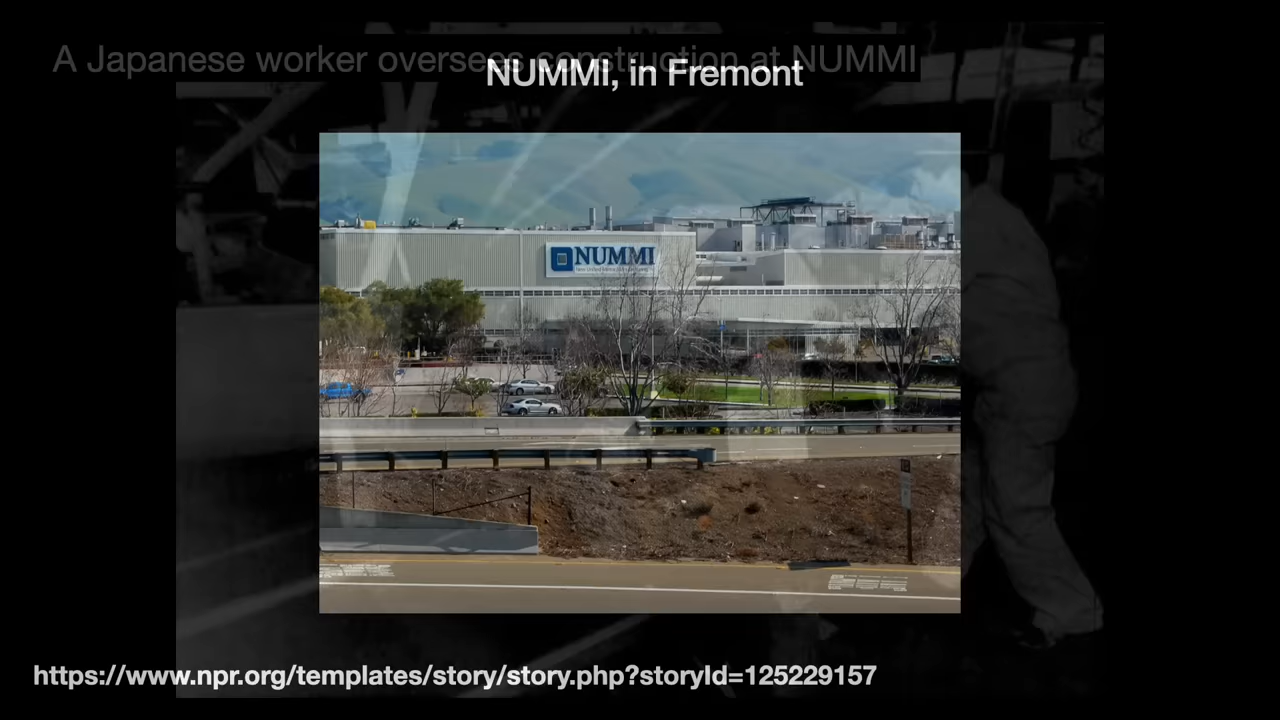 A Japanese worker oversees construction at NUMMI
NUMMI, in Fremont
NUMMI
https://www.npr.org/templates/story/story.php?storyId=125229157